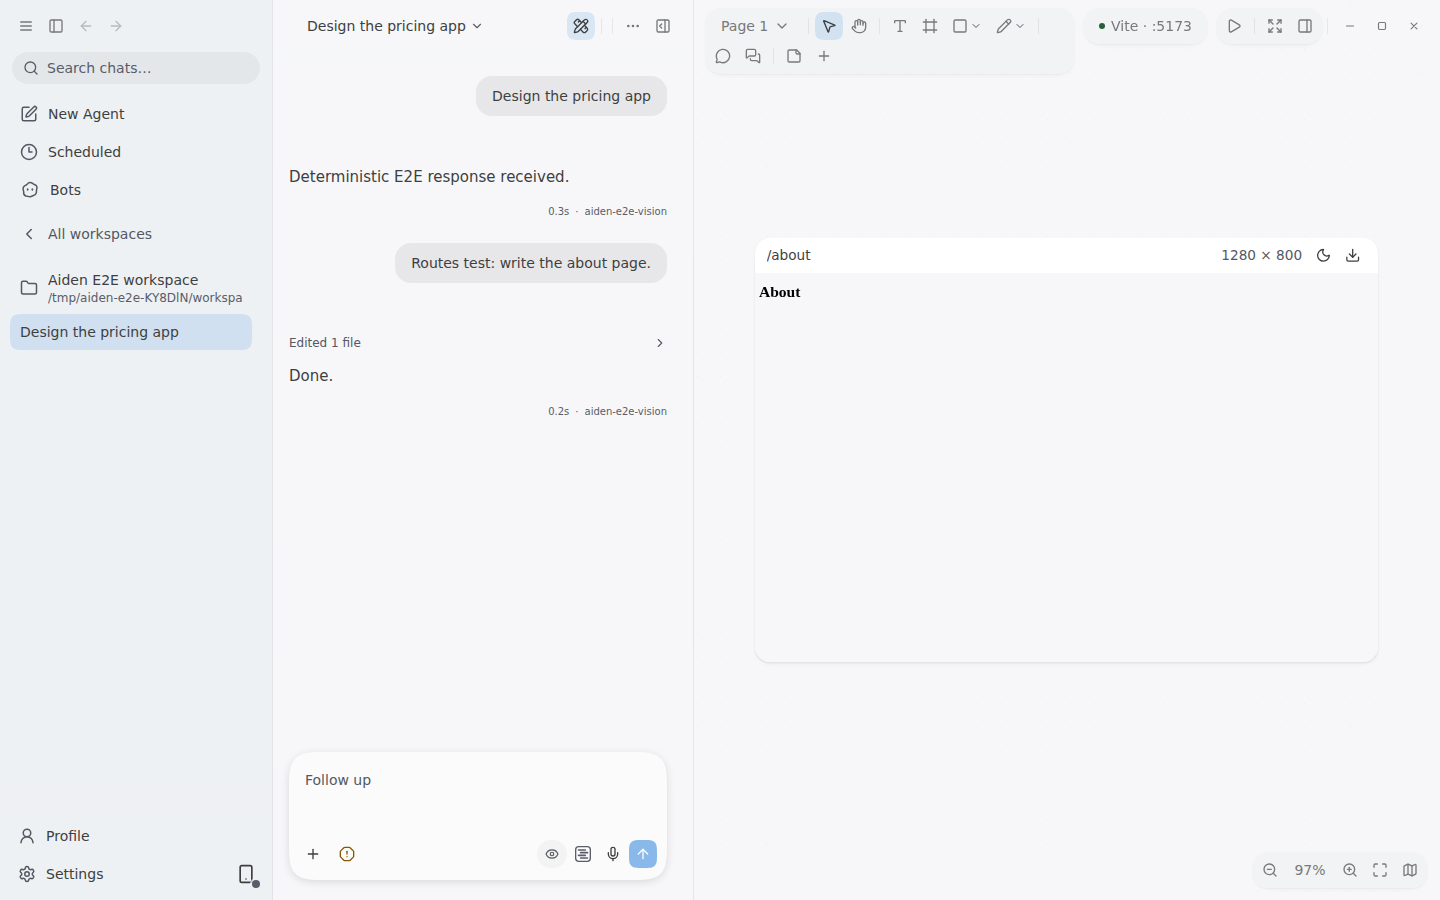 Search chats…
New Agent
Scheduled
Bots
All workspaces
Aiden E2E workspace
/tmp/aiden-e2e-KY8DlN/workspa
Design the pricing app
Profile
Settings
Design the pricing app
Design the pricing app
Deterministic E2E response received.
0.3s · aiden-e2e-vision
Routes test: write the about page.
Edited 1 file
Done.
0.2s · aiden-e2e-vision
Follow up
Page 1
Vite · :5173
/about
1280 × 800
About
97%